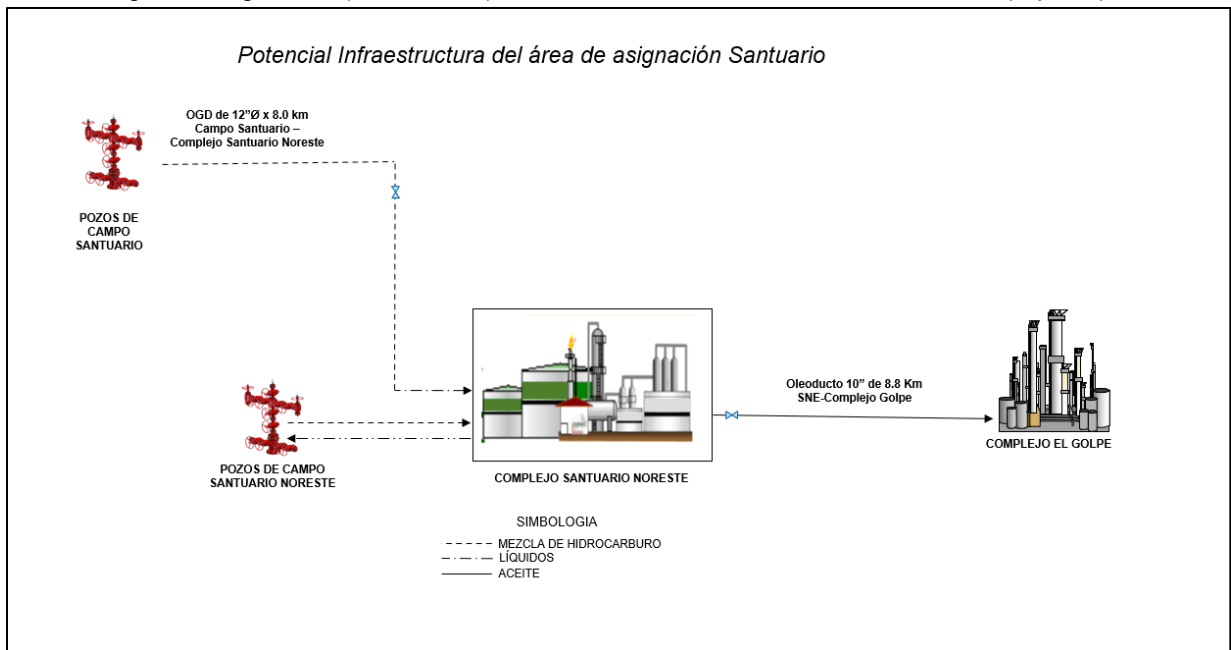 Potencial Infraestructura del área de asignación Santuario
OGD de 12”Ø x 8.0 km
Campo Santuario –
Complejo Santuario Noreste
POZOS DE
CAMPO
SANTUARIO
Oleoducto 10” de 8.8 Km
SNE-Complejo Golpe
COMPLEJO EL GOLPE
POZOS DE CAMPO
SANTUARIO NORESTE
COMPLEJO SANTUARIO NORESTE
SIMBOLOGIA
MEZCLA DE HIDROCARBURO
LÍQUIDOS
ACEITE